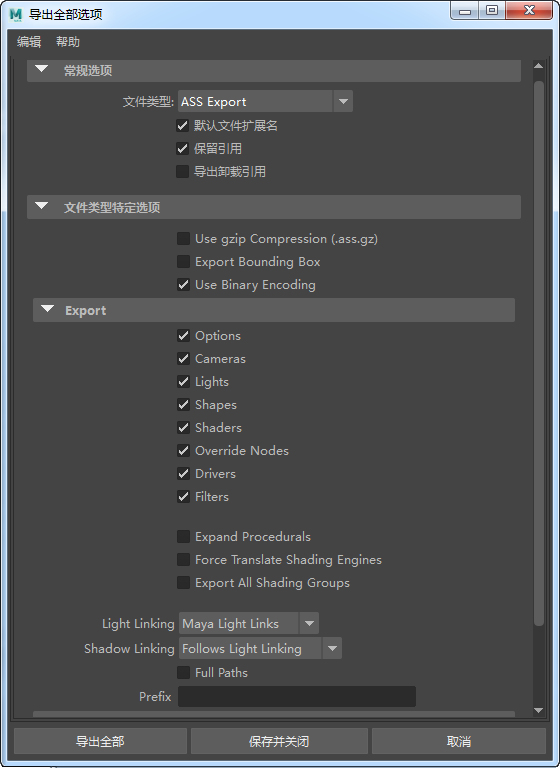 导出全部选项
编辑 帮助
常规选项
文件类型: ASS Export
默认文件扩展名
保留引用
导出卸载引用
文件类型特定选项
Use gzip Compression (.ass.gz)
Export Bounding Box
Use Binary Encoding
Export
Options
Cameras
Lights
Shapes
Shaders
Override Nodes
Drivers
Filters
Expand Procedurals
Force Translate Shading Engines
Export All Shading Groups
Light Linking Maya Light Links
Shadow Linking Follows Light Linking
Full Paths
Prefix
导出全部 保存并关闭 取消